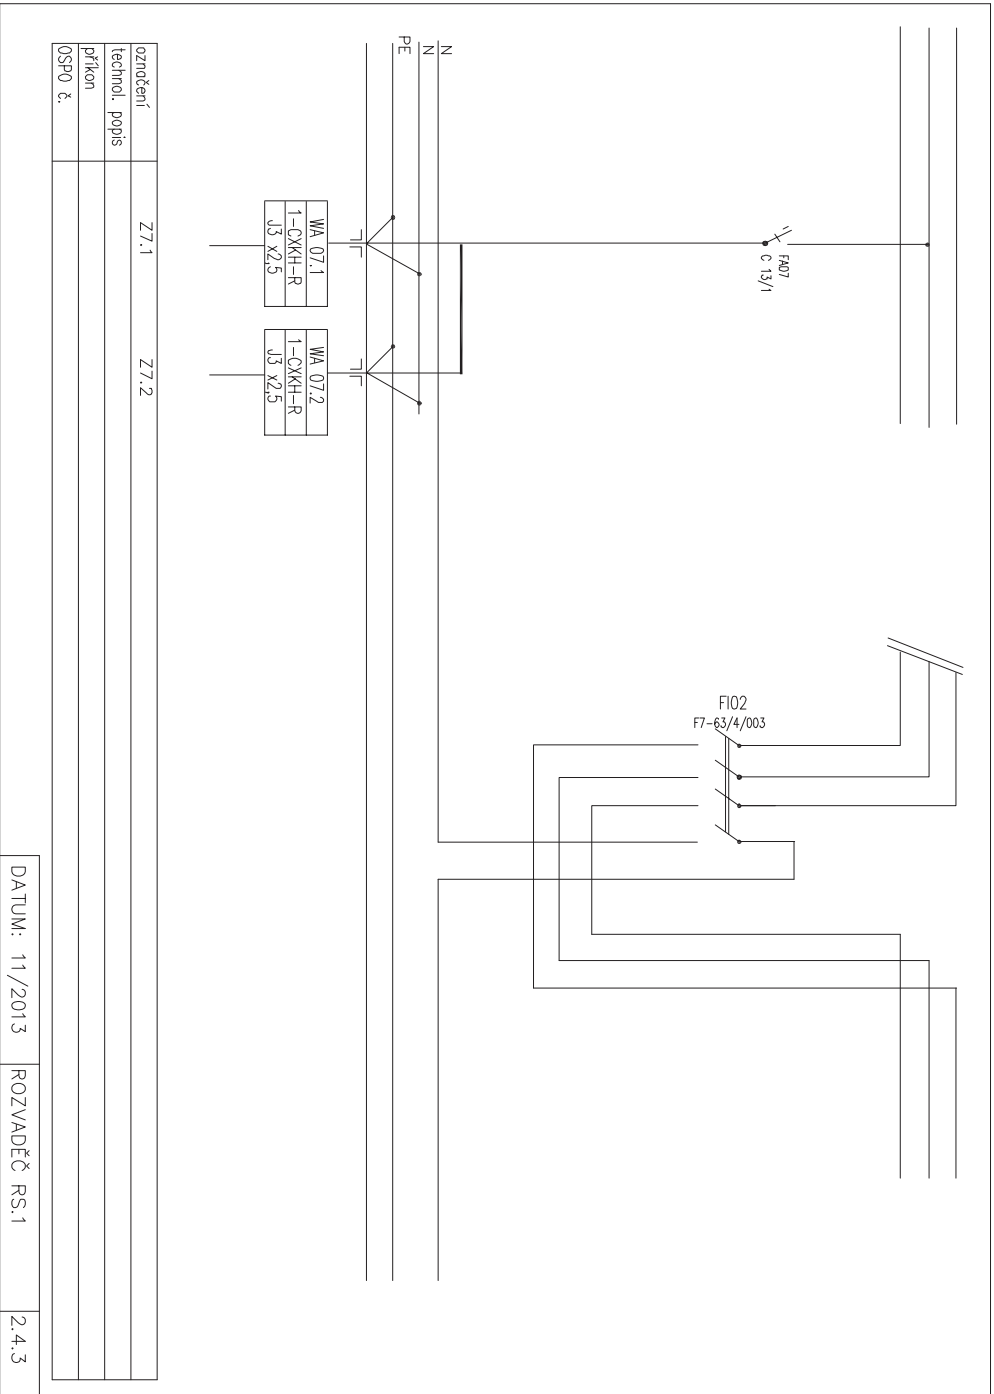 FA07
C 13/1
FI02
F7-63/4/003
N
N
PE
WA 07.1
1-CXKH-R
J3 x2,5
WA 07.2
1-CXKH-R
J3 x2,5
označení
Z7.1
Z7.2
technol. popis
příkon
OSPO č.
DATUM: 11/2013
ROZVADĚČ RS.1
2.4.3